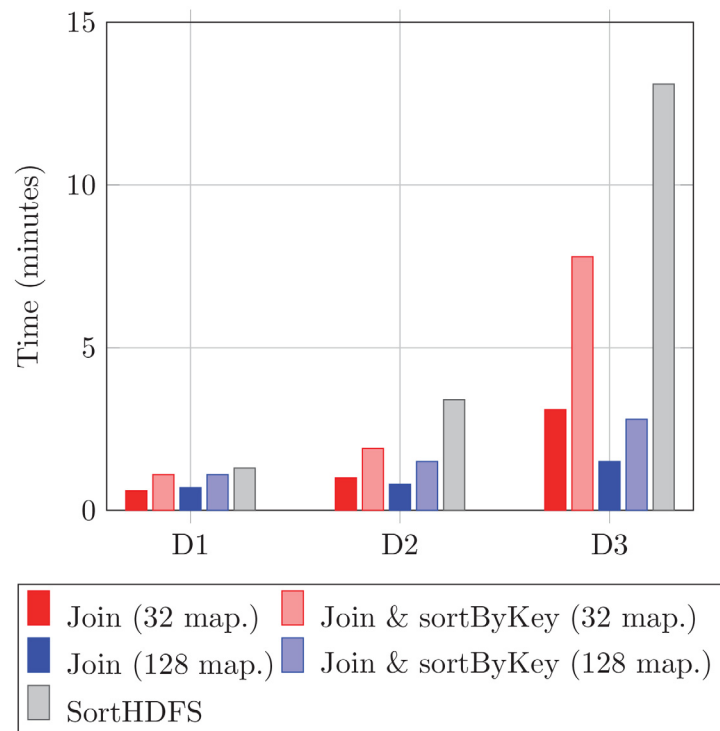 15
10
5
0
Time (minutes)
D1 D2 D3
Join (32 map.) Join & sortByKey (32 map.)
Join (128 map.) Join & sortByKey (128 map.)
SortHDFS